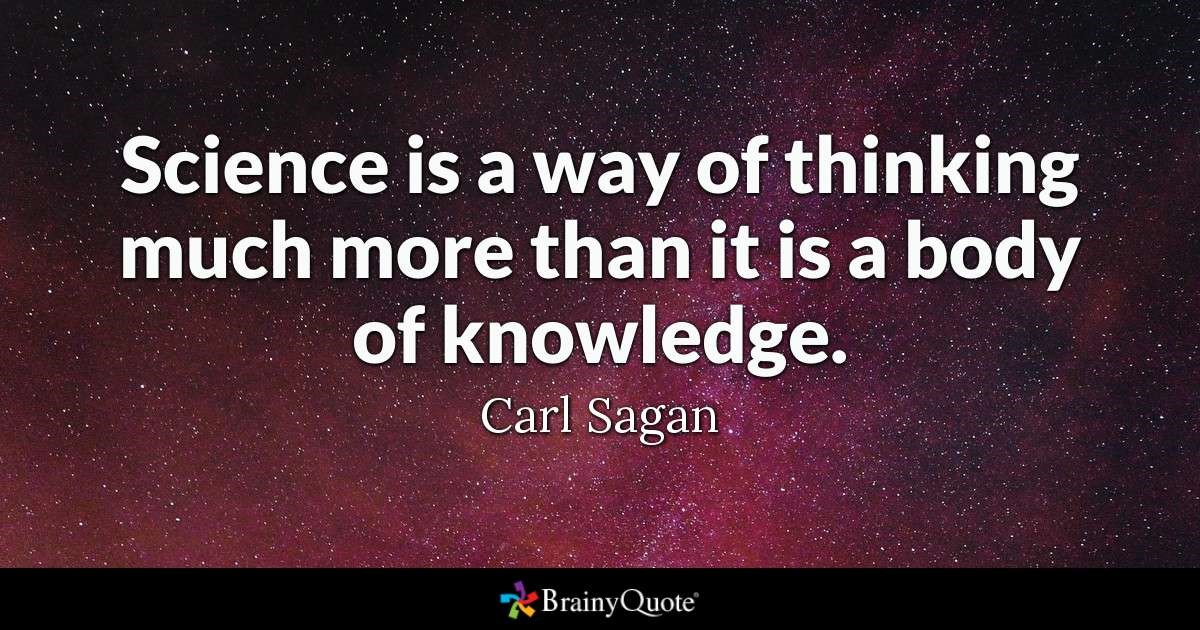 Science is a way of thinking
much more than it is a body
of knowledge.
Carl Sagan
BrainyQuote®